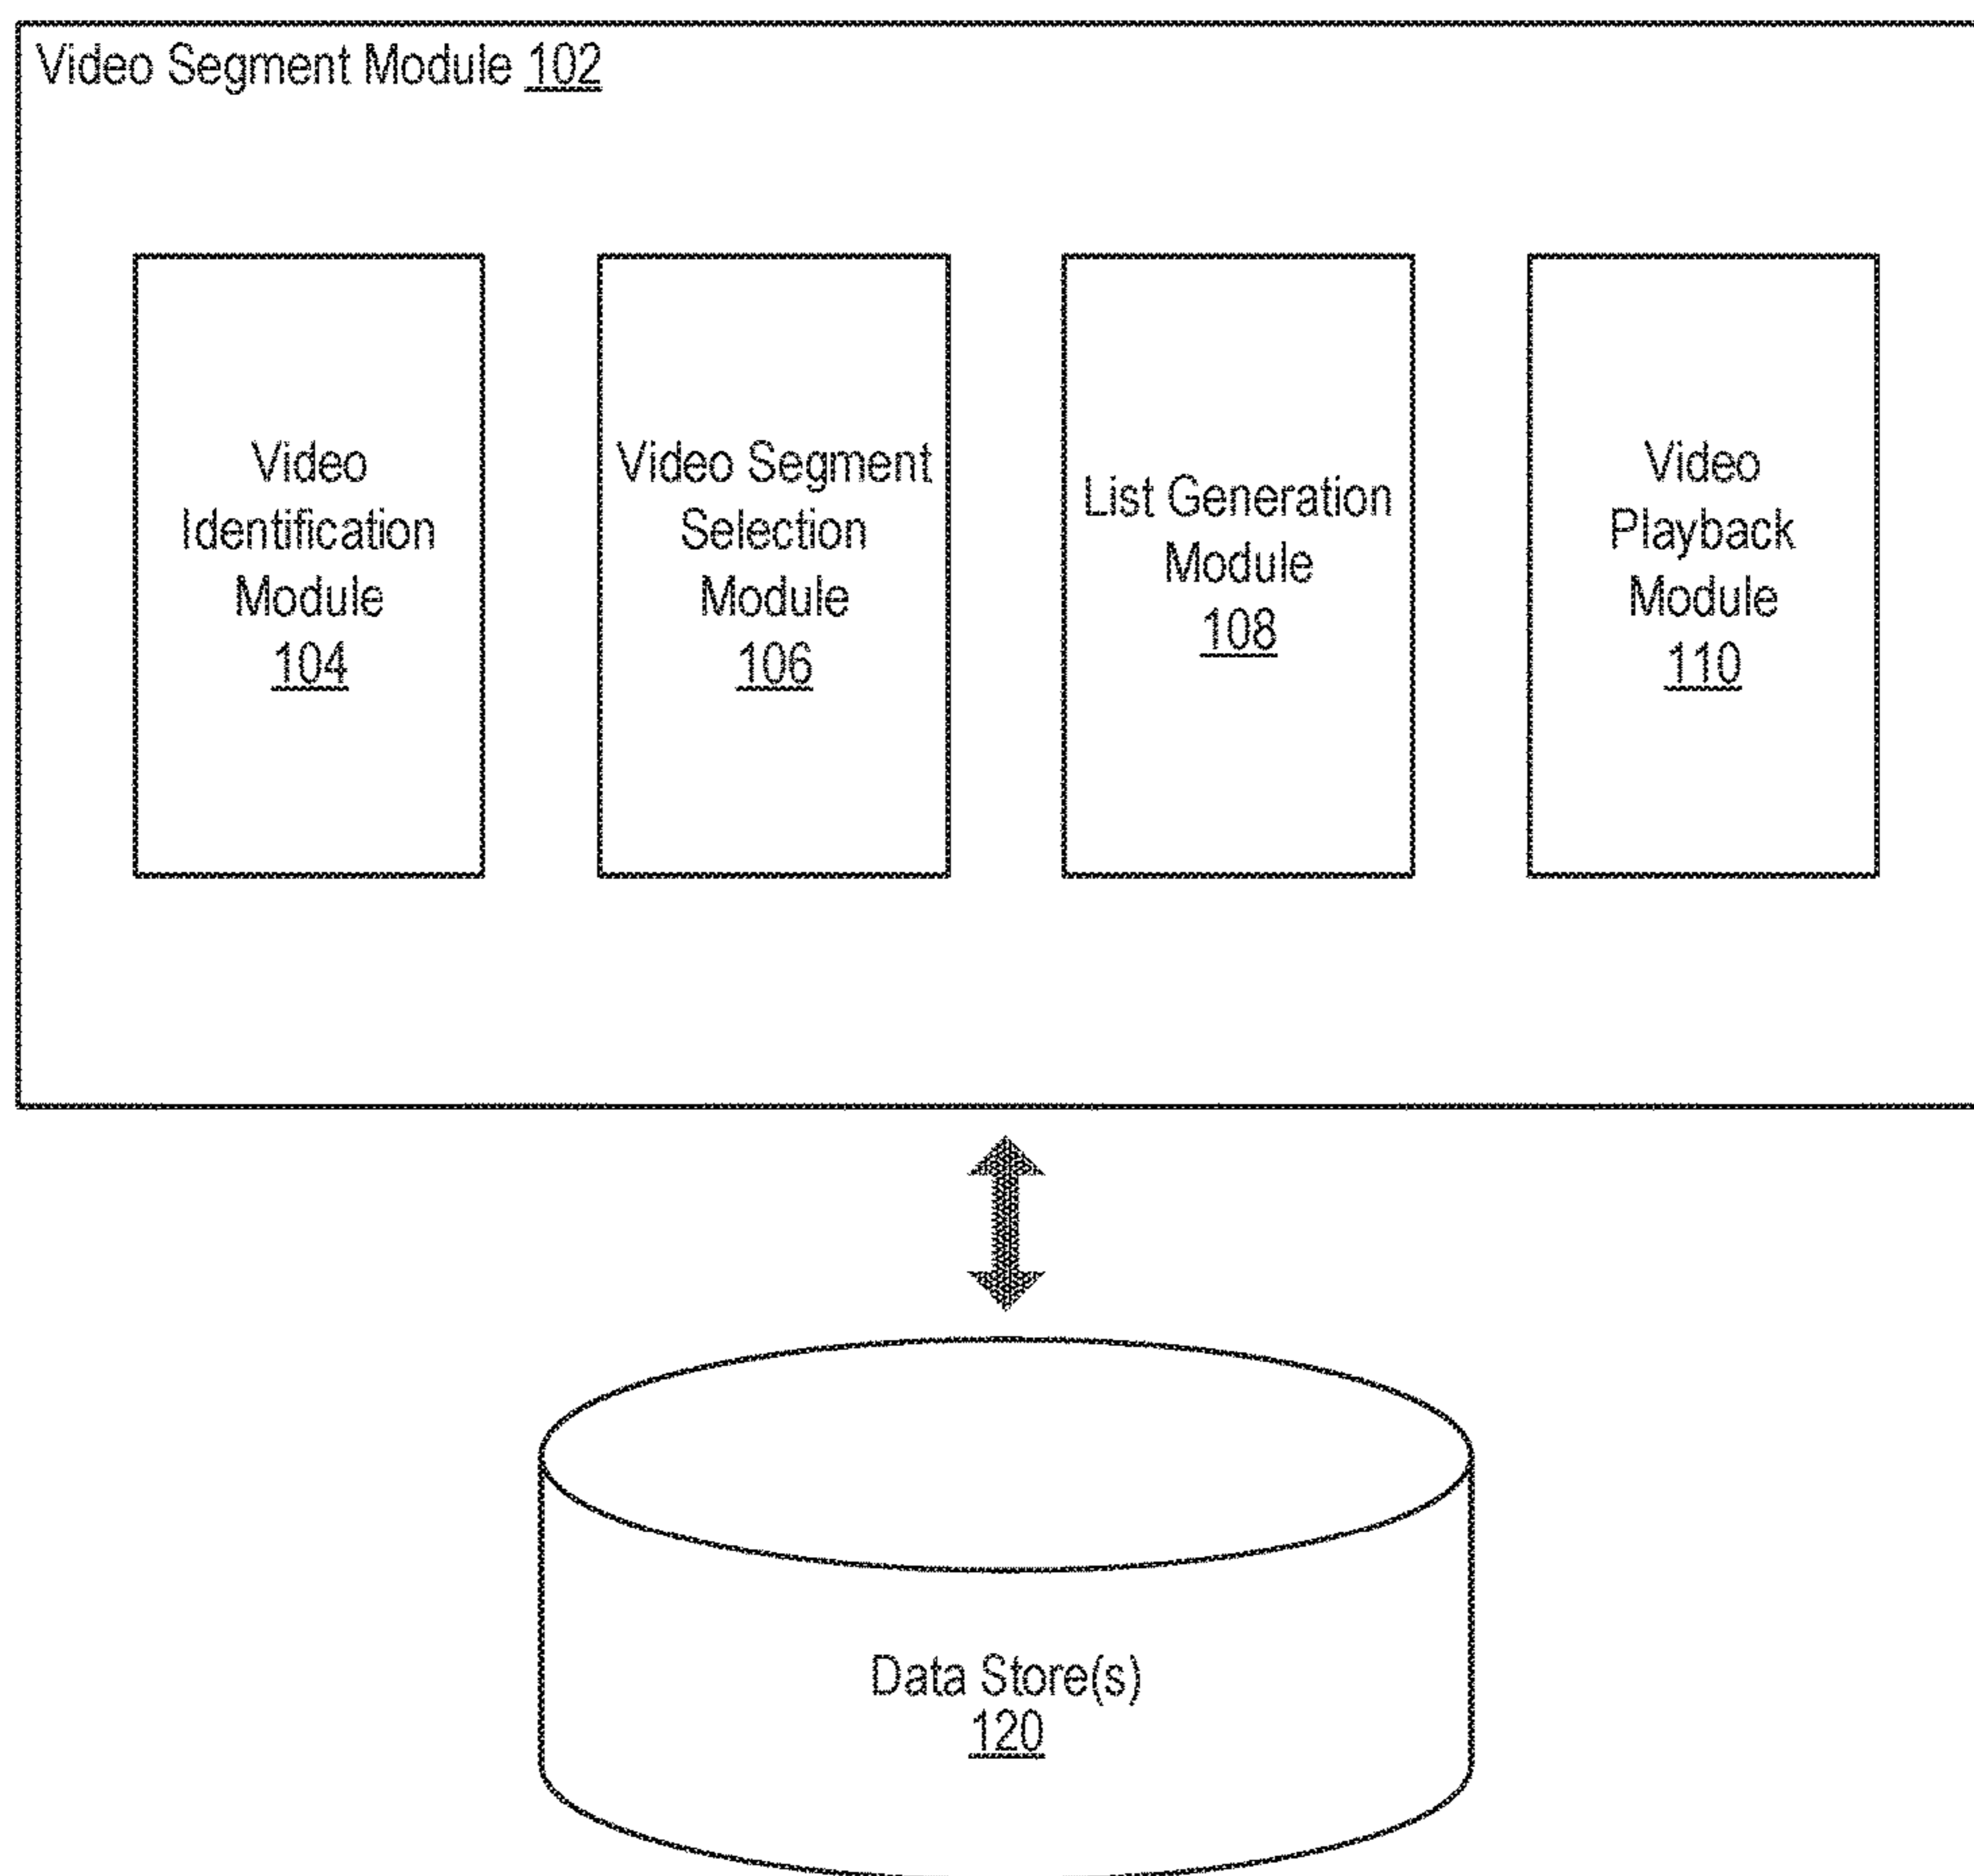 Video Segment Module 102
Video
Identification
Module
104
Video Segment
Selection
Module
106
List Generation
Module
108
Video
Playback
Module
110
Data Store(s)
120